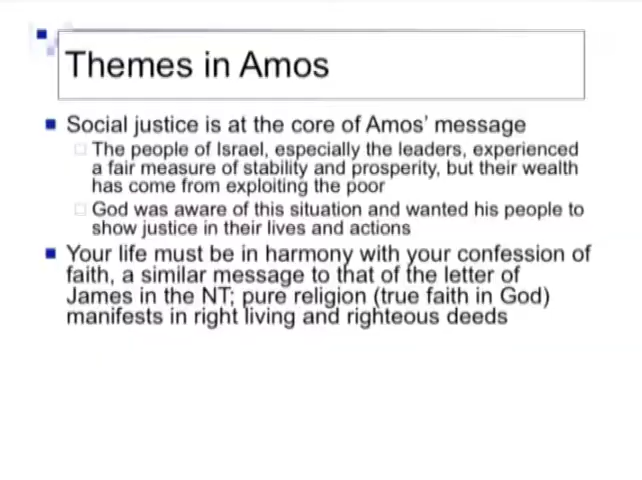 Themes in Amos
Social justice is at the core of Amos' message
The people of Israel, especially the leaders, experienced
a fair measure of stability and prosperity, but their wealth
has come from exploiting the poor
God was aware of this situation and wanted his people to
show justice in their lives and actions
Your life must be in harmony with your confession of
faith, a similar message to that of the letter of
James in the NT; pure religion (true faith in God)
manifests in right living and righteous deeds